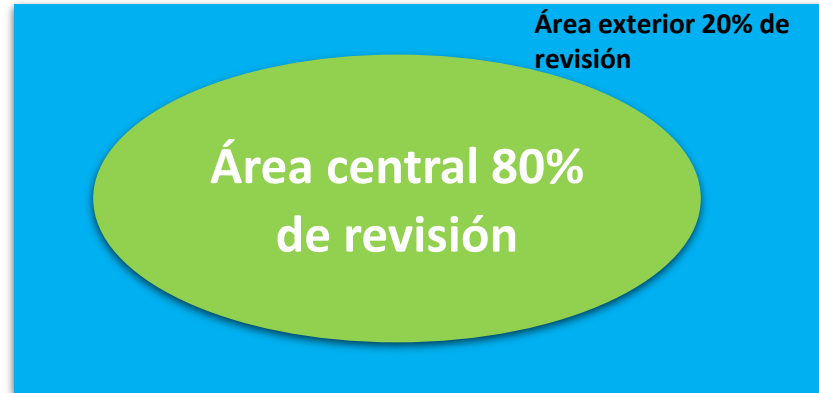 Área exterior 20% de
revisión
Área central 80%
de revisión